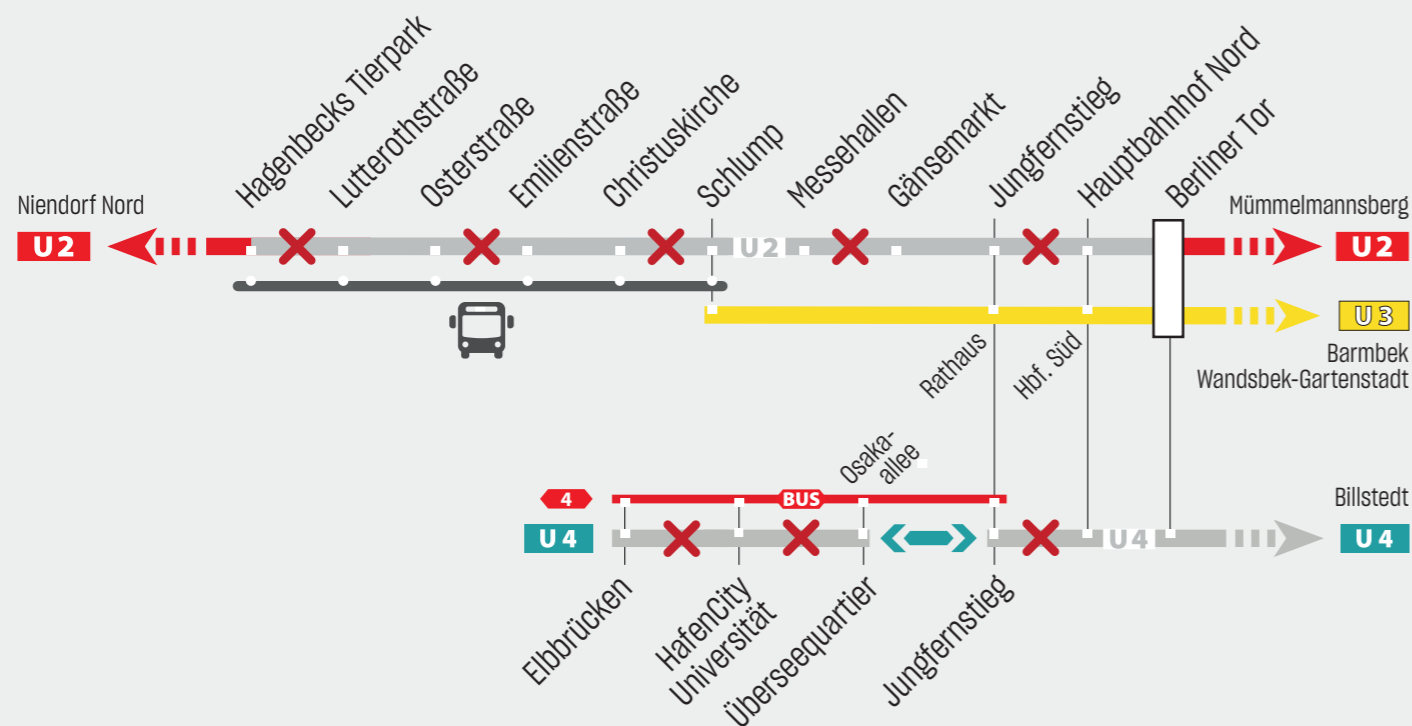 Hagenbecks Tierpark
Lutterothstraße
Osterstraße
Emilienstraße
Christuskirche
Schlump
Messehallen
Gänsemarkt
Jungfernstieg
Hauptbahnhof Nord
Berliner Tor
Niendorf Nord
U2
U2
Mümmelmannsberg
U2
U3
Barmbek
Wandsbek-Gartenstadt
Rathaus
Hbf. Süd
Osaka-
allee
4
BUS
Billstedt
U4
U4
U4
Elbbrücken
HafenCity
Universität
Überseequartier
Jungfernstieg